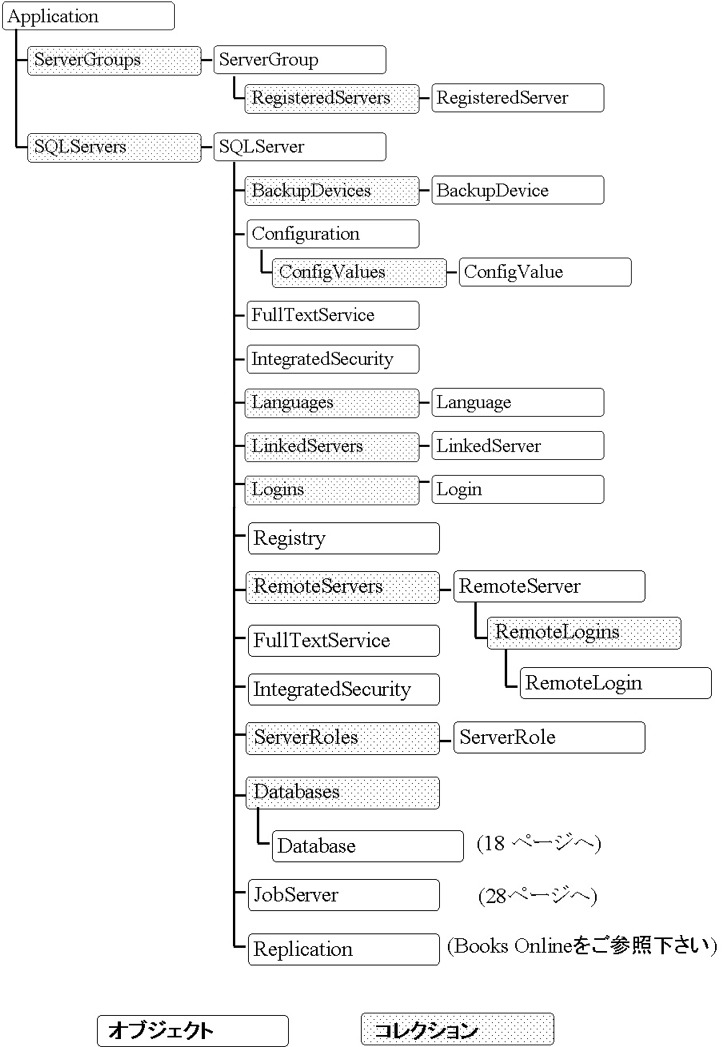 Application
ServerGroups ServerGroup
RegisteredServers RegisteredServer
SQLServers SQLServer
BackupDevices BackupDevice
Configuration
ConfigValues ConfigValue
FullTextService
IntegratedSecurity
Languages Language
LinkedServers LinkedServer
Logins Login
Registry
RemoteServers RemoteServer
RemoteLogins
FullTextService
RemoteLogin
IntegratedSecurity
ServerRoles ServerRole
Databases
Database (18 ページへ)
JobServer (28ページへ)
Replication (Books Onlineをご参照下さい)
オブジェクト コレクション